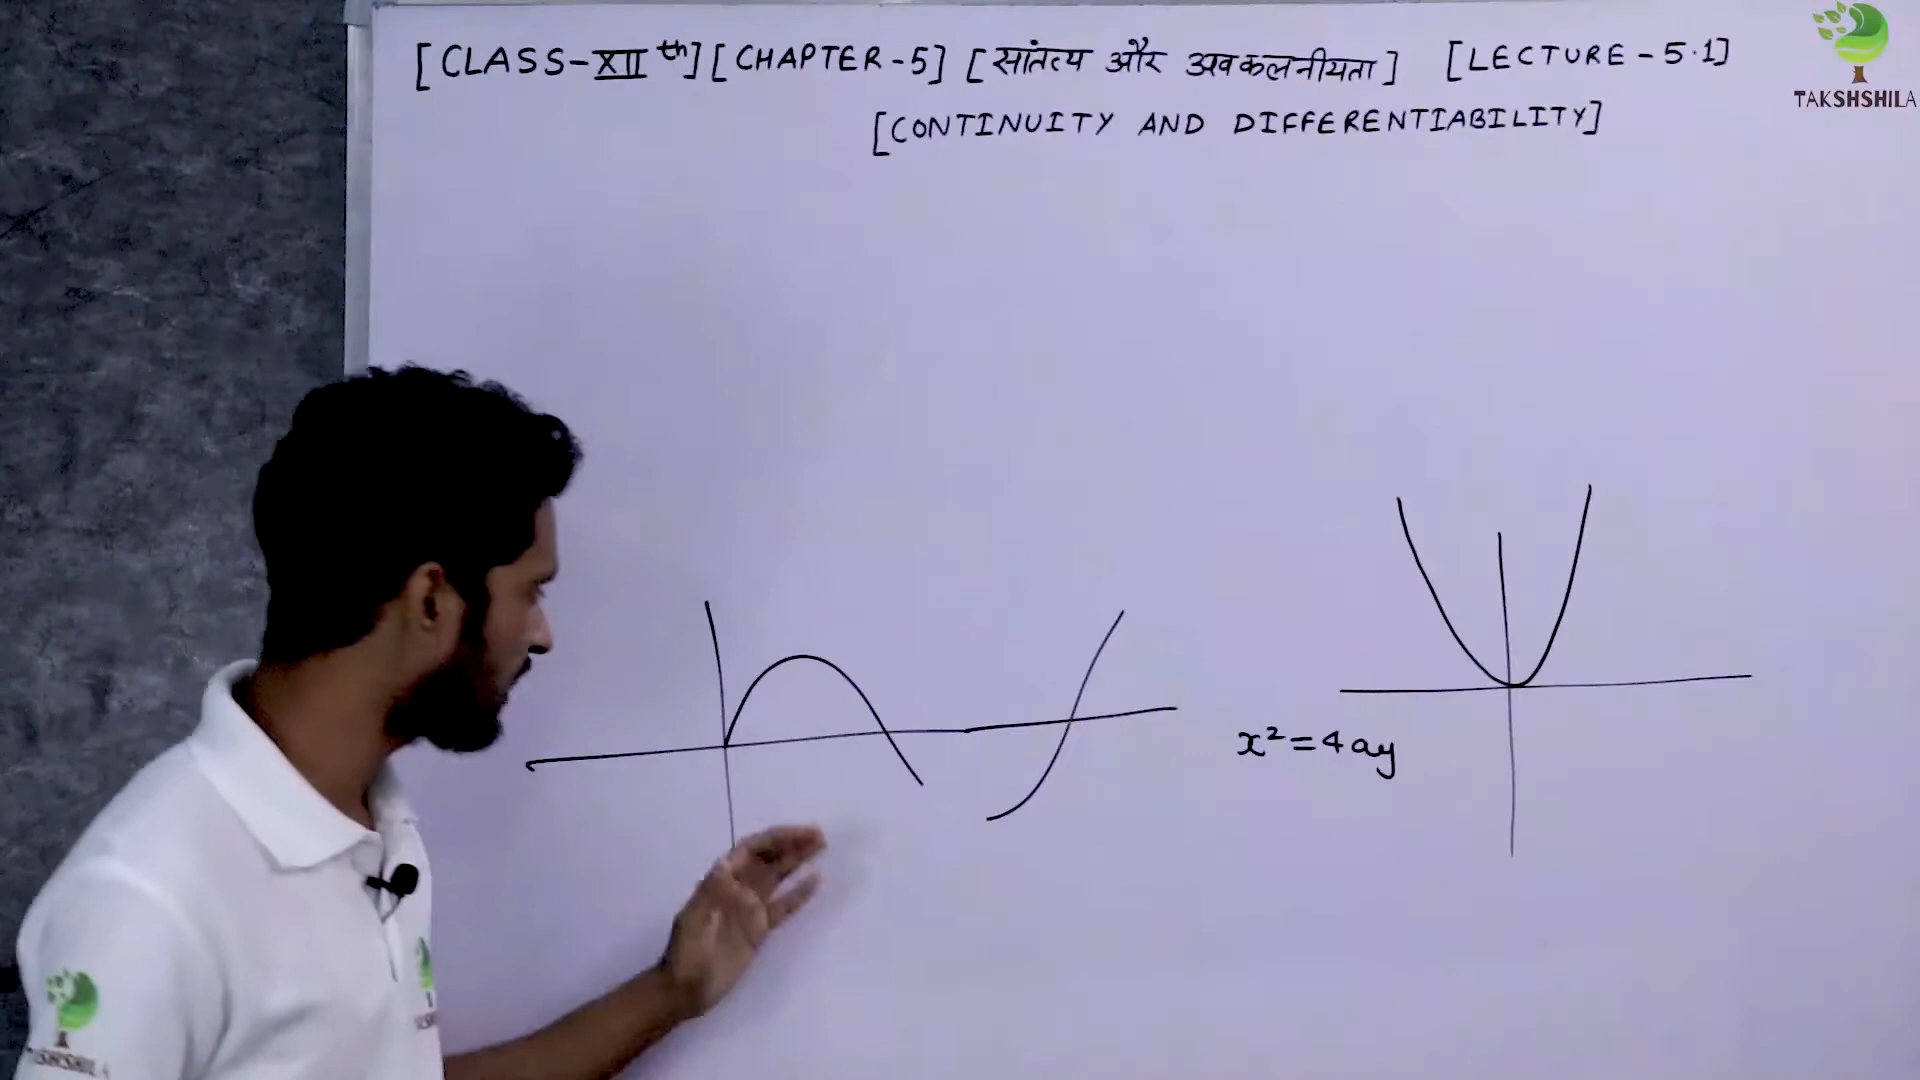 [CLASS-XII th] [CHAPTER-5] [सांतत्य और अवकलनीयता] [LECTURE-5.1]
[CONTINUITY AND DIFFERENTIABILITY]
TAKSHSHILA
x²=4ay